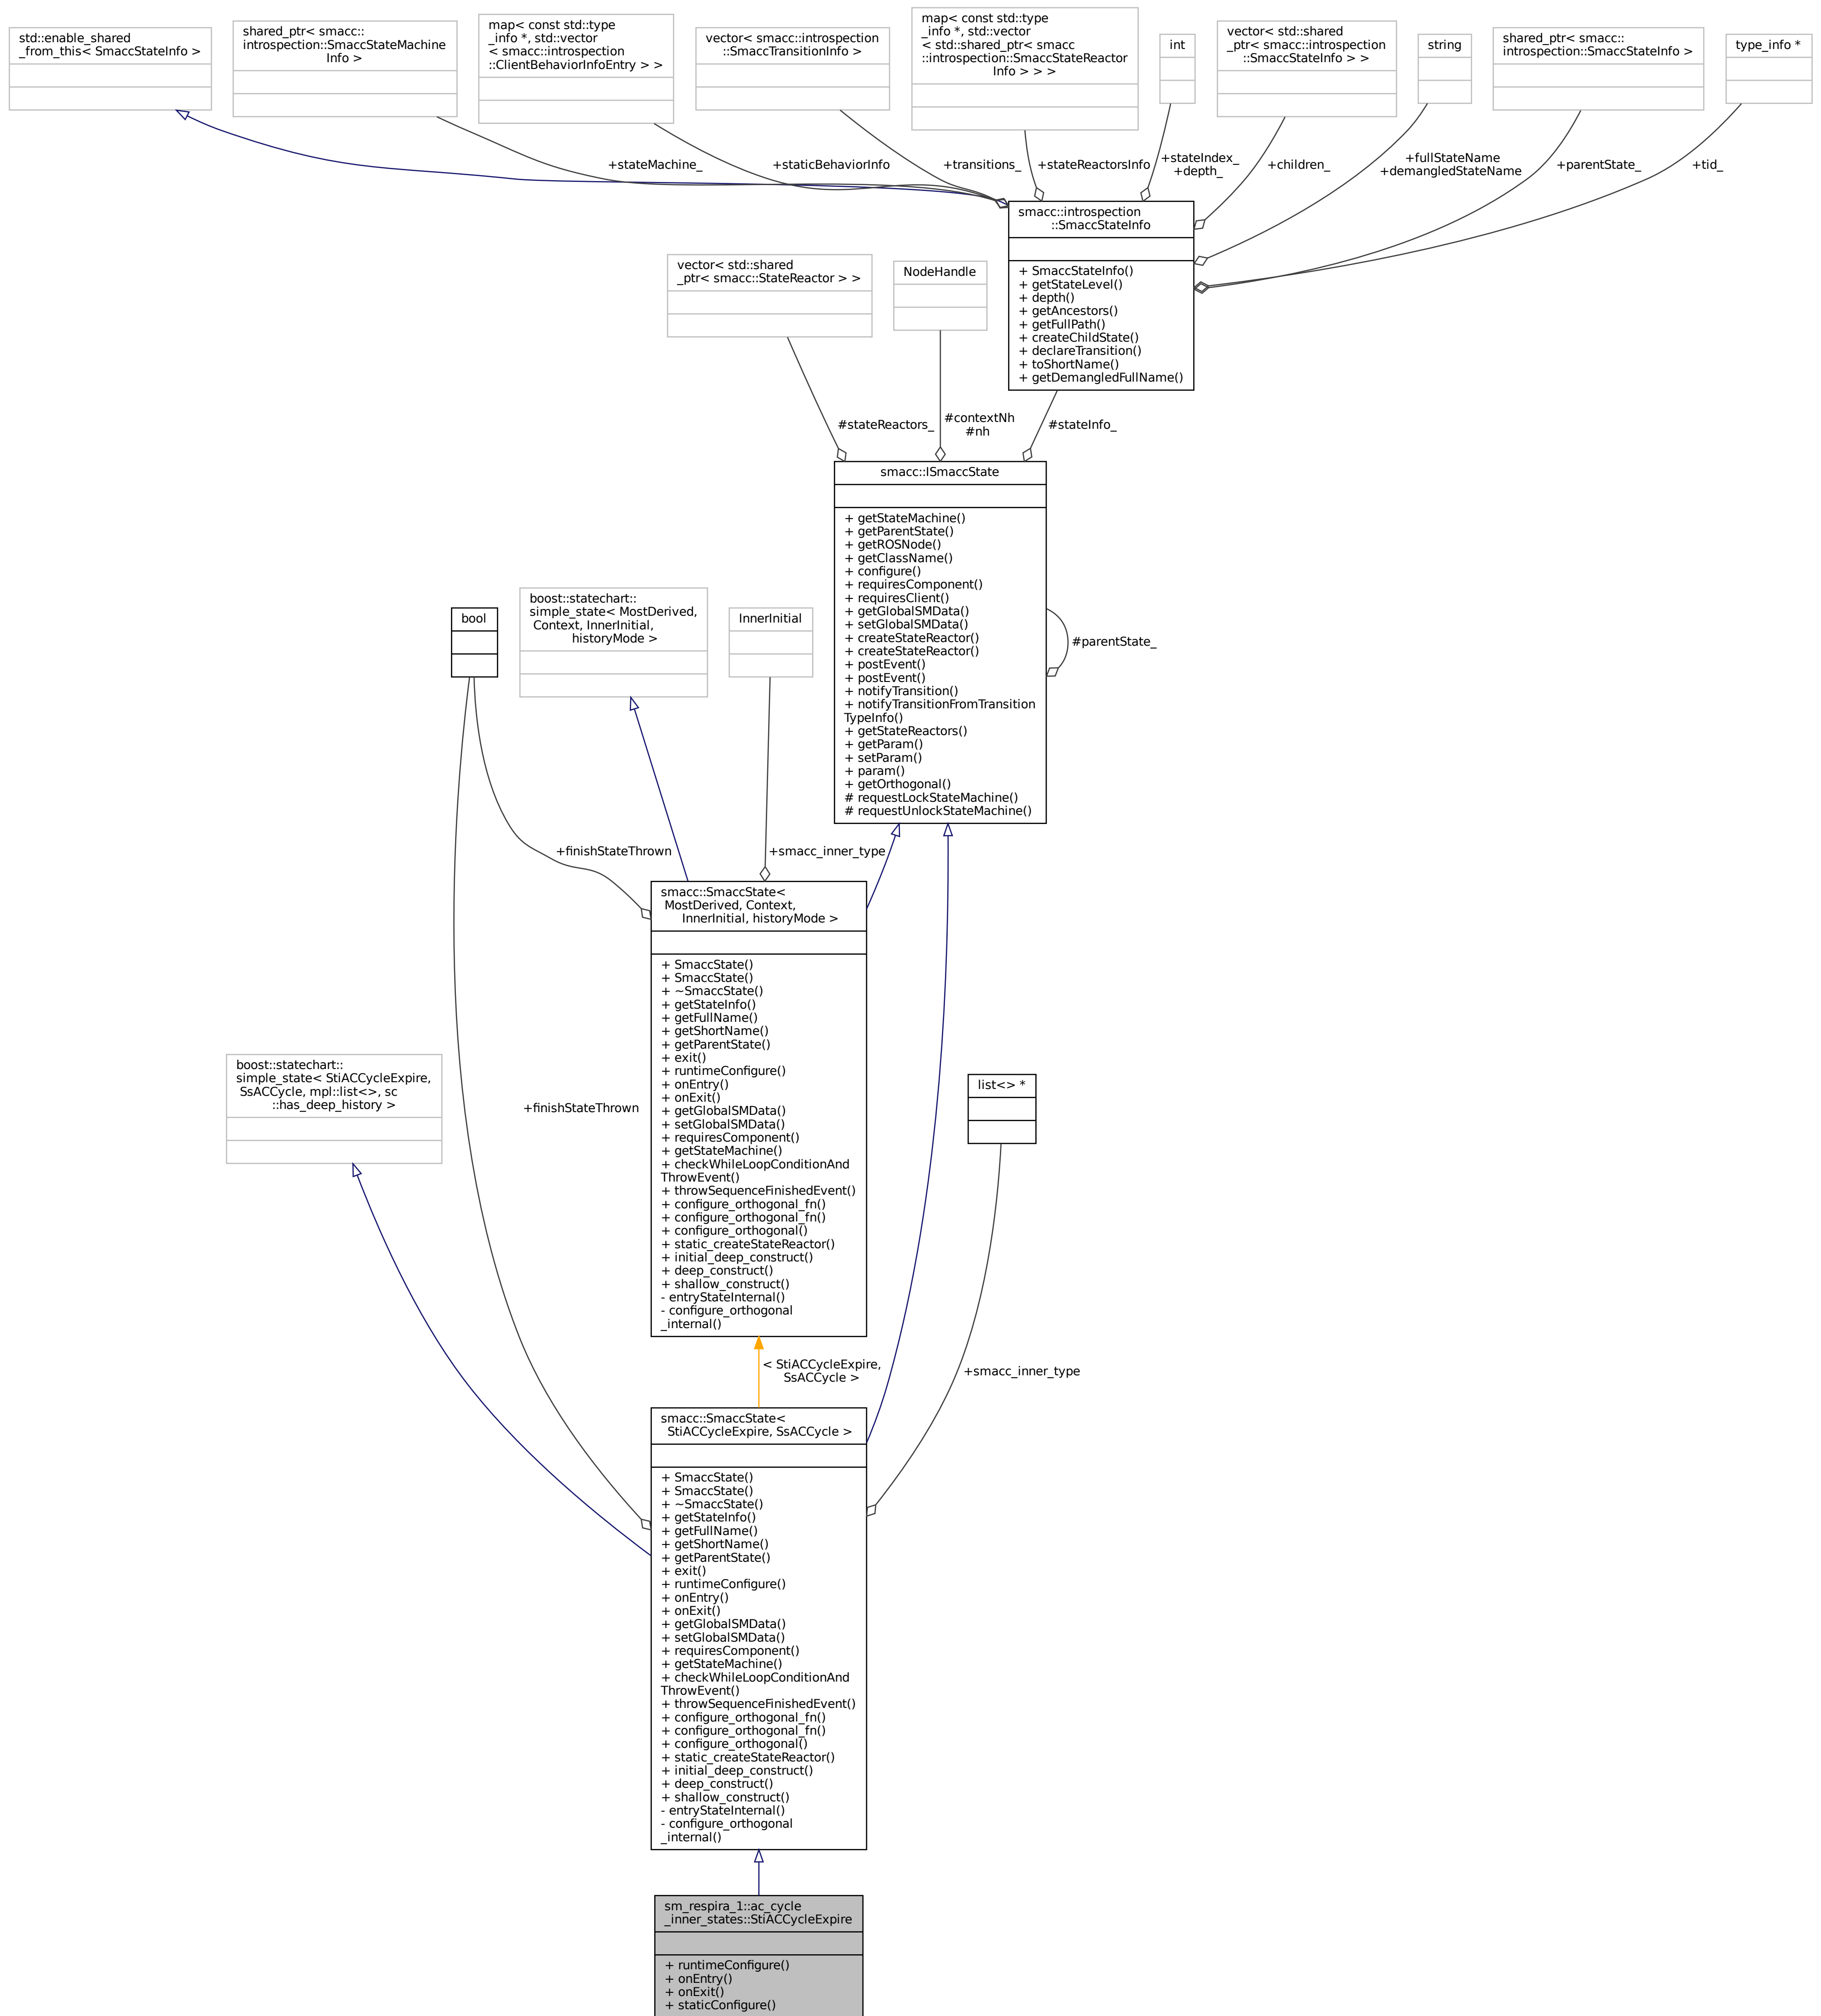 std::enable_shared
_from_this< SmaccStateInfo >
shared_ptr< smacc::
introspection::SmaccStateMachine
Info >
map< const std::type
_info *, std::vector
< smacc::introspection
::ClientBehaviorInfoEntry > >
vector< smacc::introspection
::SmaccTransitionInfo >
map< const std::type
_info *, std::vector
< std::shared_ptr< smacc
::introspection::SmaccStateReactor
Info > > >
int
vector< std::shared
_ptr< smacc::introspection
::SmaccStateInfo > >
string
shared_ptr< smacc::
introspection::SmaccStateInfo >
type_info *
+stateMachine_
+staticBehaviorInfo
+transitions_
+stateReactorsInfo
+stateIndex_
+depth_
+children_
+fullStateName
+demangledStateName
+parentState_
+tid_
smacc::introspection
::SmaccStateInfo
+ SmaccStateInfo()
+ getStateLevel()
+ depth()
+ getAncestors()
+ getFullPath()
+ createChildState()
+ declareTransition()
+ toShortName()
+ getDemangledFullName()
vector< std::shared
_ptr< smacc::StateReactor > >
NodeHandle
#stateReactors_
#contextNh
#nh
#stateInfo_
smacc::ISmaccState
+ getStateMachine()
+ getParentState()
+ getROSNode()
+ getClassName()
+ configure()
+ requiresComponent()
+ requiresClient()
+ getGlobalSMData()
+ setGlobalSMData()
+ createStateReactor()
+ createStateReactor()
+ postEvent()
+ postEvent()
+ notifyTransition()
+ notifyTransitionFromTransition
TypeInfo()
+ getStateReactors()
+ getParam()
+ setParam()
+ param()
+ getOrthogonal()
# requestLockStateMachine()
# requestUnlockStateMachine()
#parentState_
bool
boost::statechart::
simple_state< MostDerived,
Context, InnerInitial,
historyMode >
InnerInitial
+finishStateThrown
+smacc_inner_type
smacc::SmaccState<
MostDerived, Context,
InnerInitial, historyMode >
+ SmaccState()
+ SmaccState()
+ ~SmaccState()
+ getStateInfo()
+ getFullName()
+ getShortName()
+ getParentState()
+ exit()
+ runtimeConfigure()
+ onEntry()
+ onExit()
+ getGlobalSMData()
+ setGlobalSMData()
+ requiresComponent()
+ getStateMachine()
+ checkWhileLoopConditionAnd
ThrowEvent()
+ throwSequenceFinishedEvent()
+ configure_orthogonal_fn()
+ configure_orthogonal_fn()
+ configure_orthogonal()
+ static_createStateReactor()
+ initial_deep_construct()
+ deep_construct()
+ shallow_construct()
- entryStateInternal()
- configure_orthogonal
_internal()
boost::statechart::
simple_state< StiACCycleExpire,
SsACCycle, mpl::list<>, sc
::has_deep_history >
+finishStateThrown
list<> *
< StiACCycleExpire,
SsACCycle >
+smacc_inner_type
smacc::SmaccState<
StiACCycleExpire, SsACCycle >
+ SmaccState()
+ SmaccState()
+ ~SmaccState()
+ getStateInfo()
+ getFullName()
+ getShortName()
+ getParentState()
+ exit()
+ runtimeConfigure()
+ onEntry()
+ onExit()
+ getGlobalSMData()
+ setGlobalSMData()
+ requiresComponent()
+ getStateMachine()
+ checkWhileLoopConditionAnd
ThrowEvent()
+ throwSequenceFinishedEvent()
+ configure_orthogonal_fn()
+ configure_orthogonal_fn()
+ configure_orthogonal()
+ static_createStateReactor()
+ initial_deep_construct()
+ deep_construct()
+ shallow_construct()
- entryStateInternal()
- configure_orthogonal
_internal()
sm_respira_1::ac_cycle
_inner_states::StiACCycleExpire
+ runtimeConfigure()
+ onEntry()
+ onExit()
+ staticConfigure()